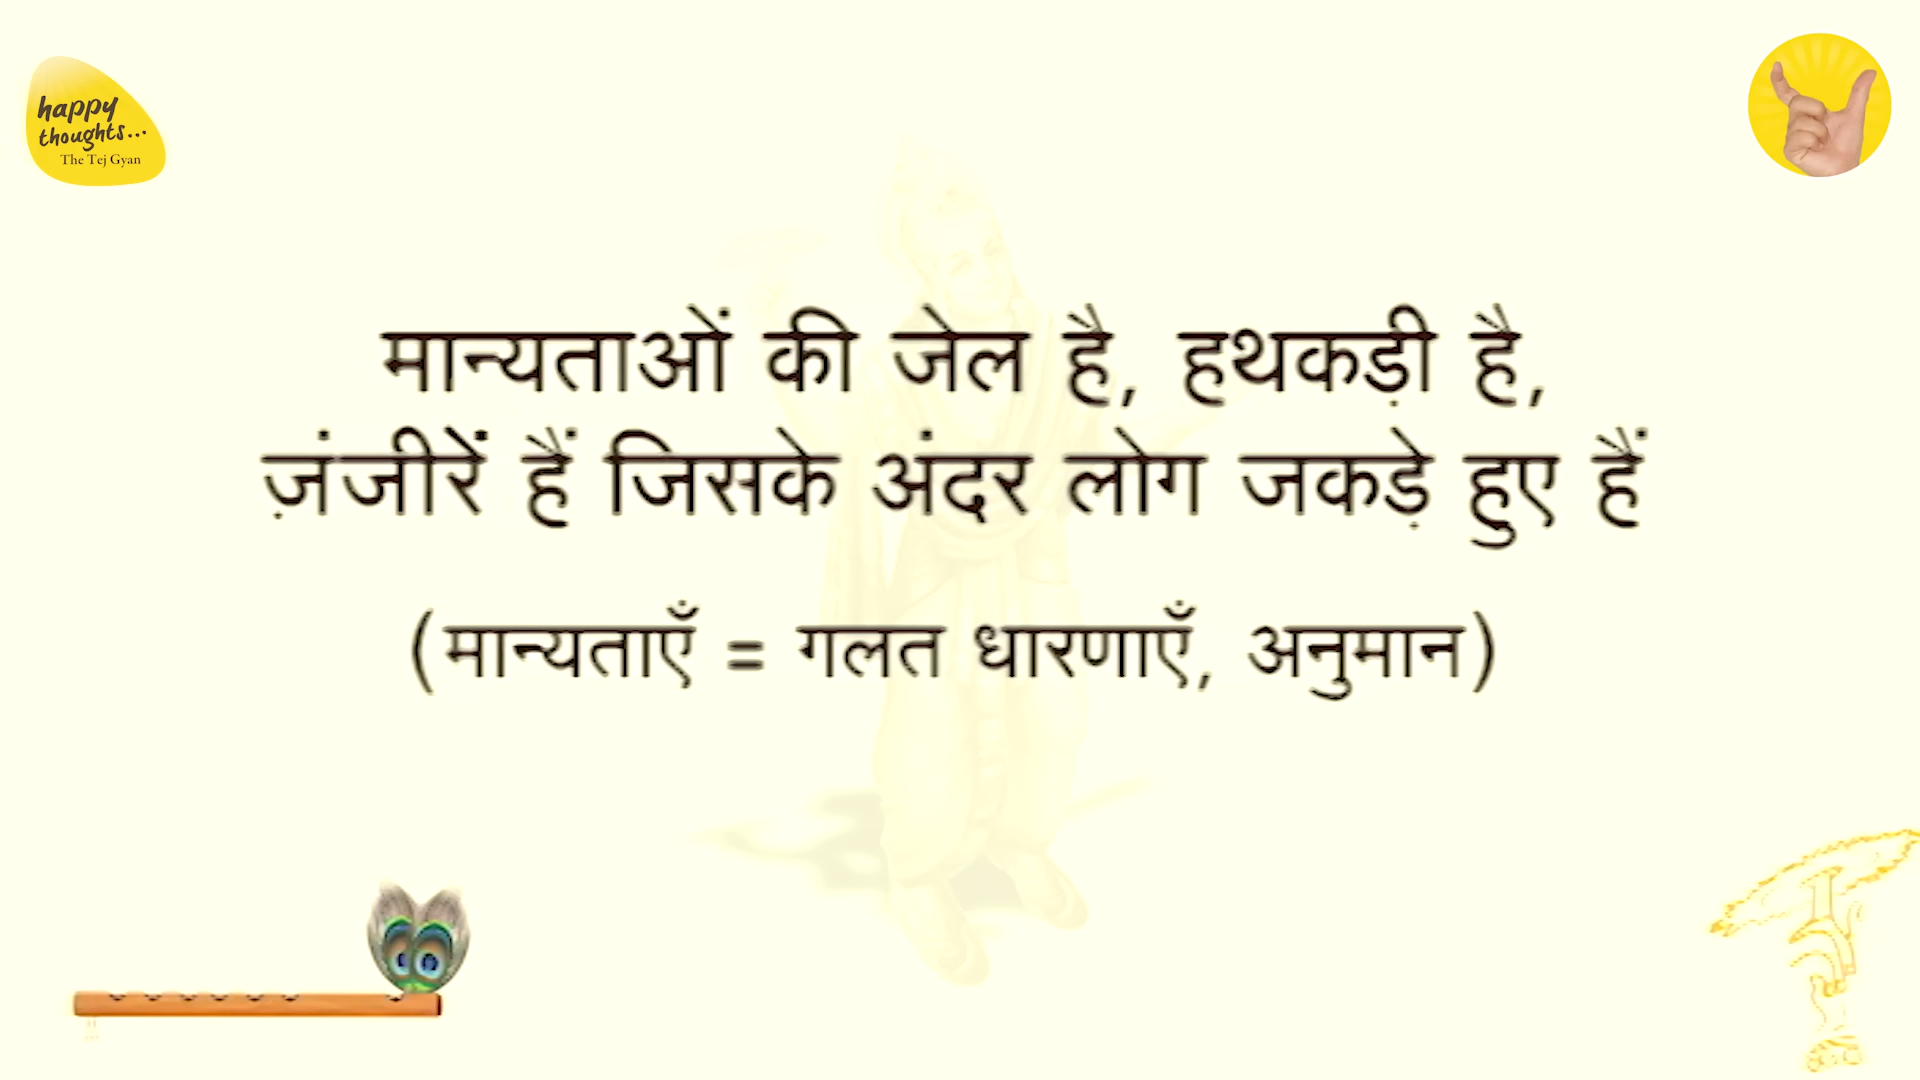 happy
thoughts...
The Tej Gyan
मान्यताओं की जेल है, हथकड़ी है,
ज़ंजीरें हैं जिसके अंदर लोग जकड़े हुए हैं
(मान्यताएँ = गलत धारणाएँ, अनुमान)